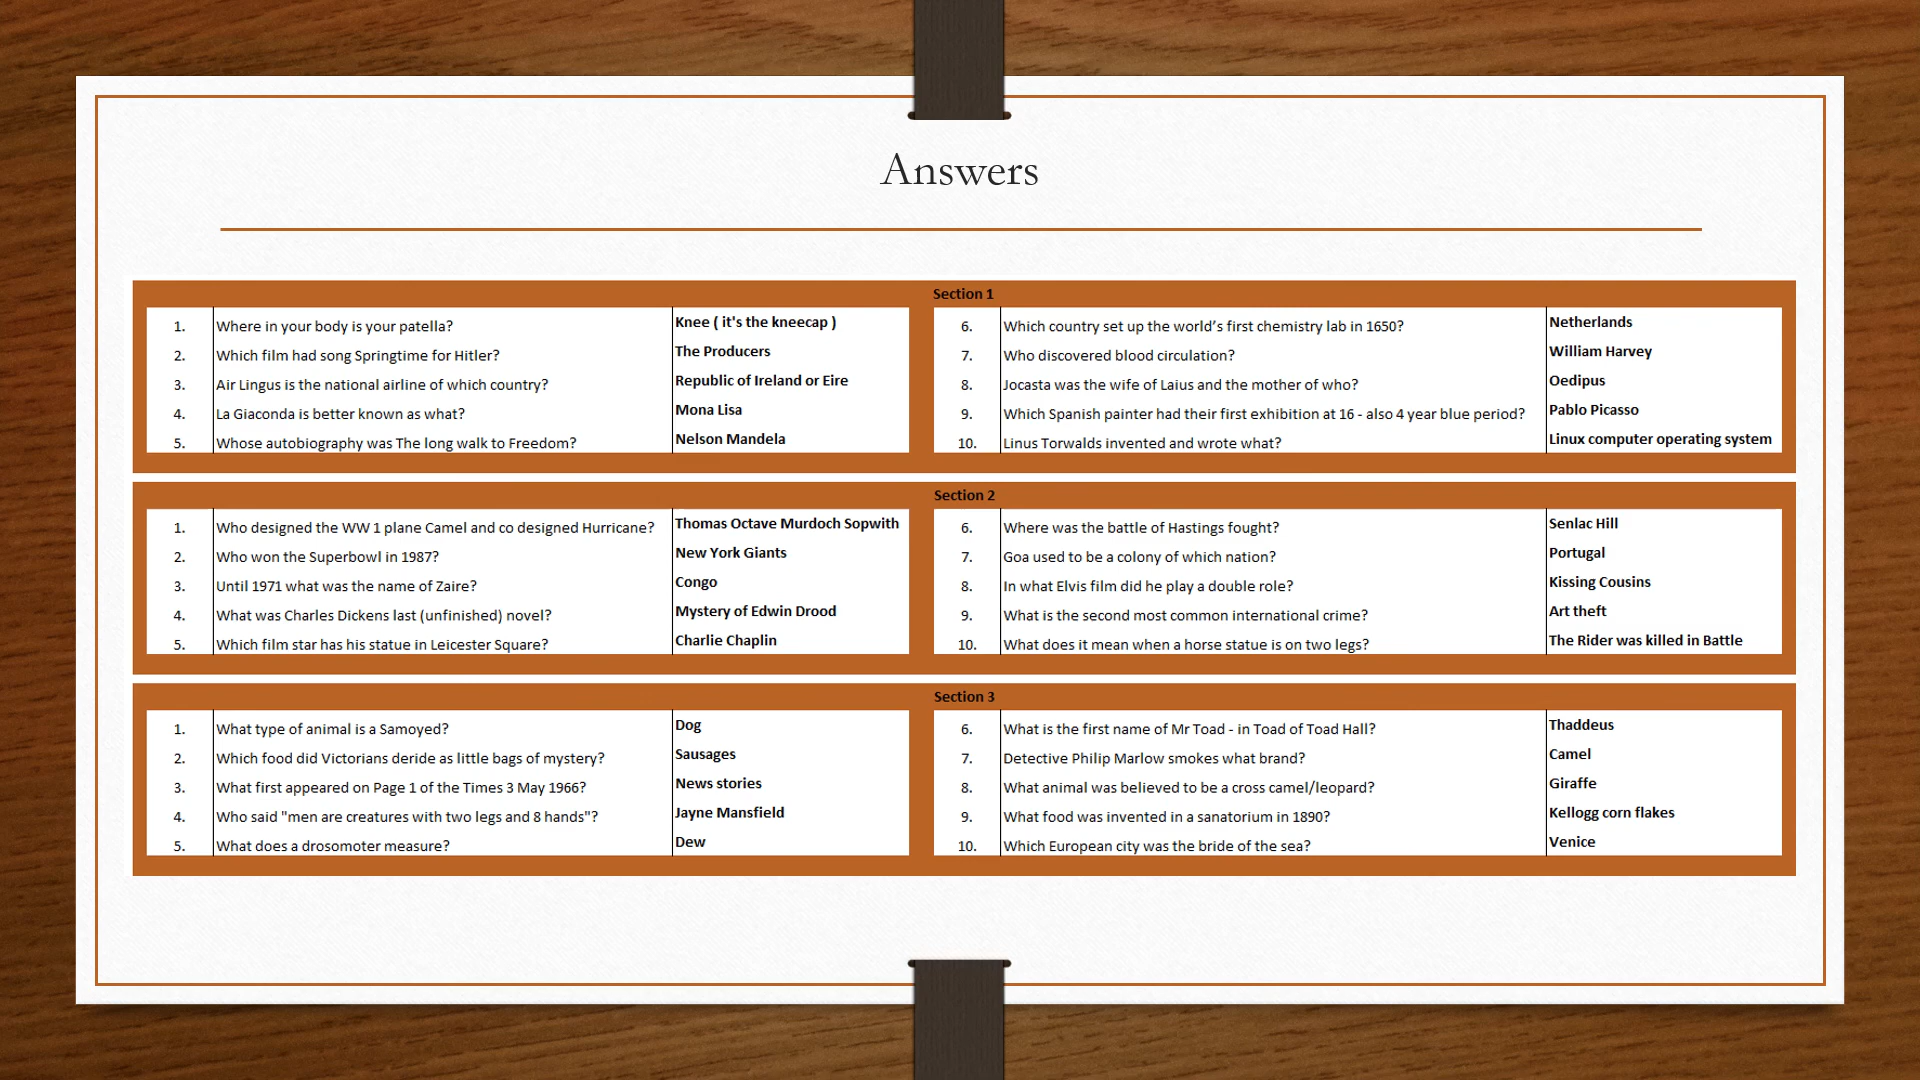 Answers
Section 1
1. Where in your body is your patella? Knee ( it's the kneecap )
2. Which film had song Springtime for Hitler? The Producers
3. Air Lingus is the national airline of which country? Republic of Ireland or Eire
4. La Giaconda is better known as what? Mona Lisa
5. Whose autobiography was The long walk to Freedom? Nelson Mandela
6. Which country set up the world’s first chemistry lab in 1650? Netherlands
7. Who discovered blood circulation? William Harvey
8. Jocasta was the wife of Laius and the mother of who? Oedipus
9. Which Spanish painter had their first exhibition at 16 - also 4 year blue period? Pablo Picasso
10. Linus Torwalds invented and wrote what? Linux computer operating system
Section 2
1. Who designed the WW 1 plane Camel and co designed Hurricane? Thomas Octave Murdoch Sopwith
2. Who won the Superbowl in 1987? New York Giants
3. Until 1971 what was the name of Zaire? Congo
4. What was Charles Dickens last (unfinished) novel? Mystery of Edwin Drood
5. Which film star has his statue in Leicester Square? Charlie Chaplin
6. Where was the battle of Hastings fought? Senlac Hill
7. Goa used to be a colony of which nation? Portugal
8. In what Elvis film did he play a double role? Kissing Cousins
9. What is the second most common international crime? Art theft
10. What does it mean when a horse statue is on two legs? The Rider was killed in Battle
Section 3
1. What type of animal is a Samoyed? Dog
2. Which food did Victorians deride as little bags of mystery? Sausages
3. What first appeared on Page 1 of the Times 3 May 1966? News stories
4. Who said "men are creatures with two legs and 8 hands"? Jayne Mansfield
5. What does a drosomoter measure? Dew
6. What is the first name of Mr Toad - in Toad of Toad Hall? Thaddeus
7. Detective Philip Marlow smokes what brand? Camel
8. What animal was believed to be a cross camel/leopard? Giraffe
9. What food was invented in a sanatorium in 1890? Kellogg corn flakes
10. Which European city was the bride of the sea? Venice